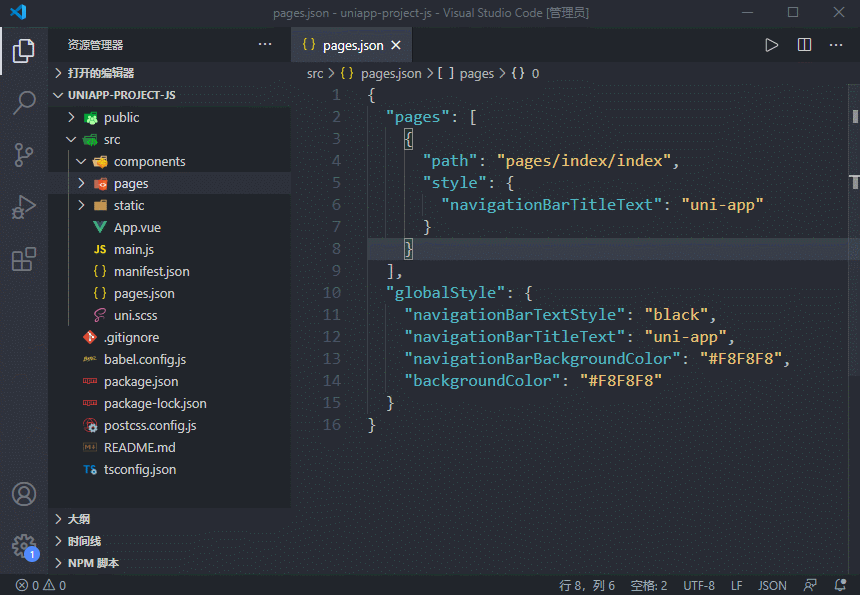 pages.json - uniapp-project-js - Visual Studio Code [管理员]
资源管理器
打开的编辑器
UNIAPP-PROJECT-JS
public
src
components
pages
static
App.vue
JS main.js
{ } manifest.json
{ } pages.json
uni.scss
.gitignore
babel.config.js
package.json
package-lock.json
postcss.config.js
README.md
TS tsconfig.json
大纲
时间线
NPM 脚本
1
{ } pages.json ×
src > { } pages.json > [ ] pages > { } 0
1 {
2 "pages": [
3 {
4 "path": "pages/index/index",
5 "style": {
6 "navigationBarTitleText": "uni-app"
7 }
8 }
9 ],
10 "globalStyle": {
11 "navigationBarTextStyle": "black",
12 "navigationBarTitleText": "uni-app",
13 "navigationBarBackgroundColor": "#F8F8F8",
14 "backgroundColor": "#F8F8F8"
15 }
16 }
0 0 行 8，列 6 空格: 2 UTF-8 LF JSON